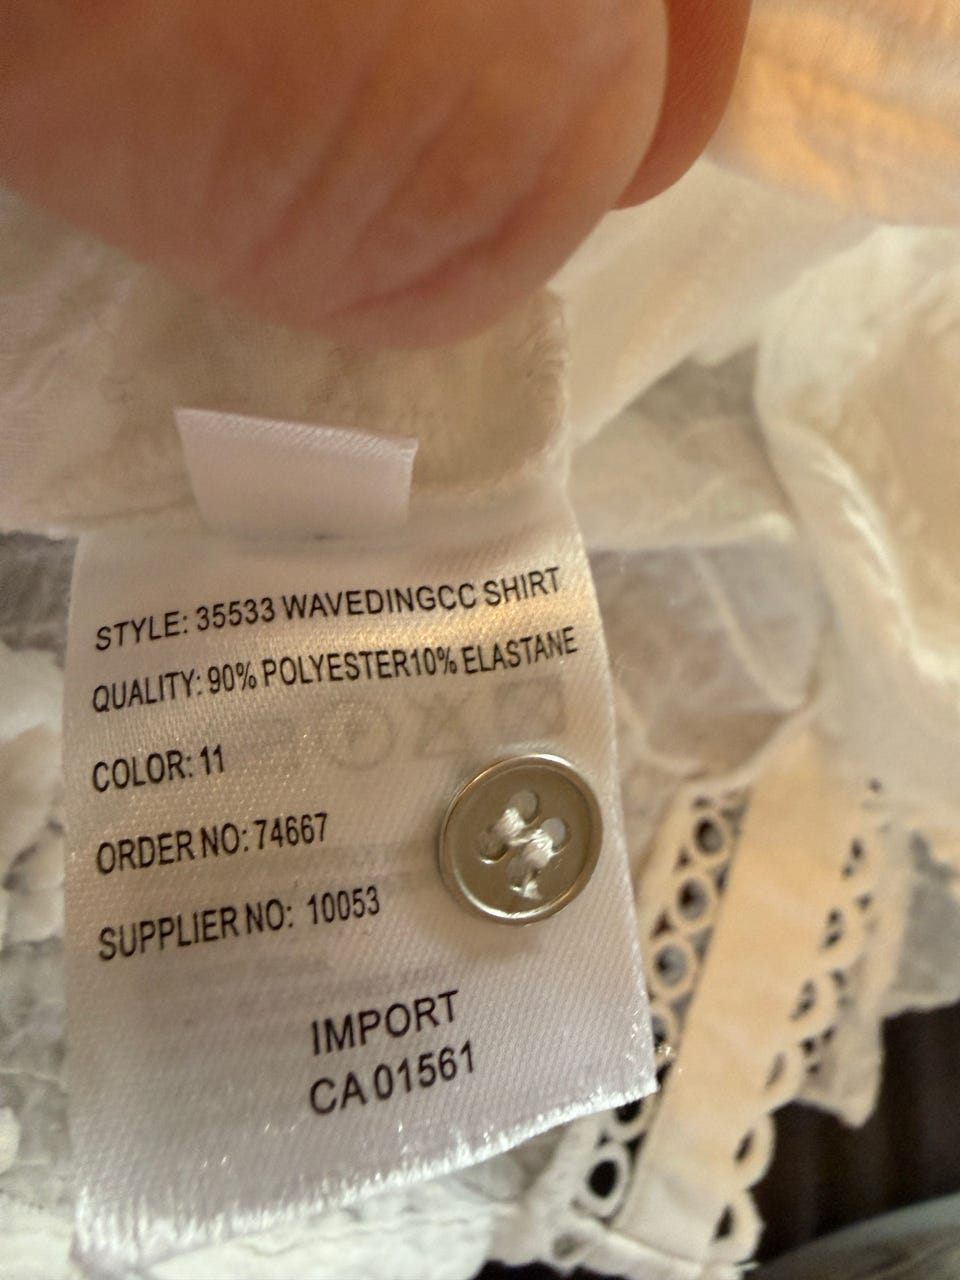 STYLE: 35533 WAVEDINGCC SHIRT
QUALITY: 90% POLYESTER10% ELASTANE
COLOR: 11
ORDER NO: 74667
SUPPLIER NO: 10053
IMPORT
CA 01561